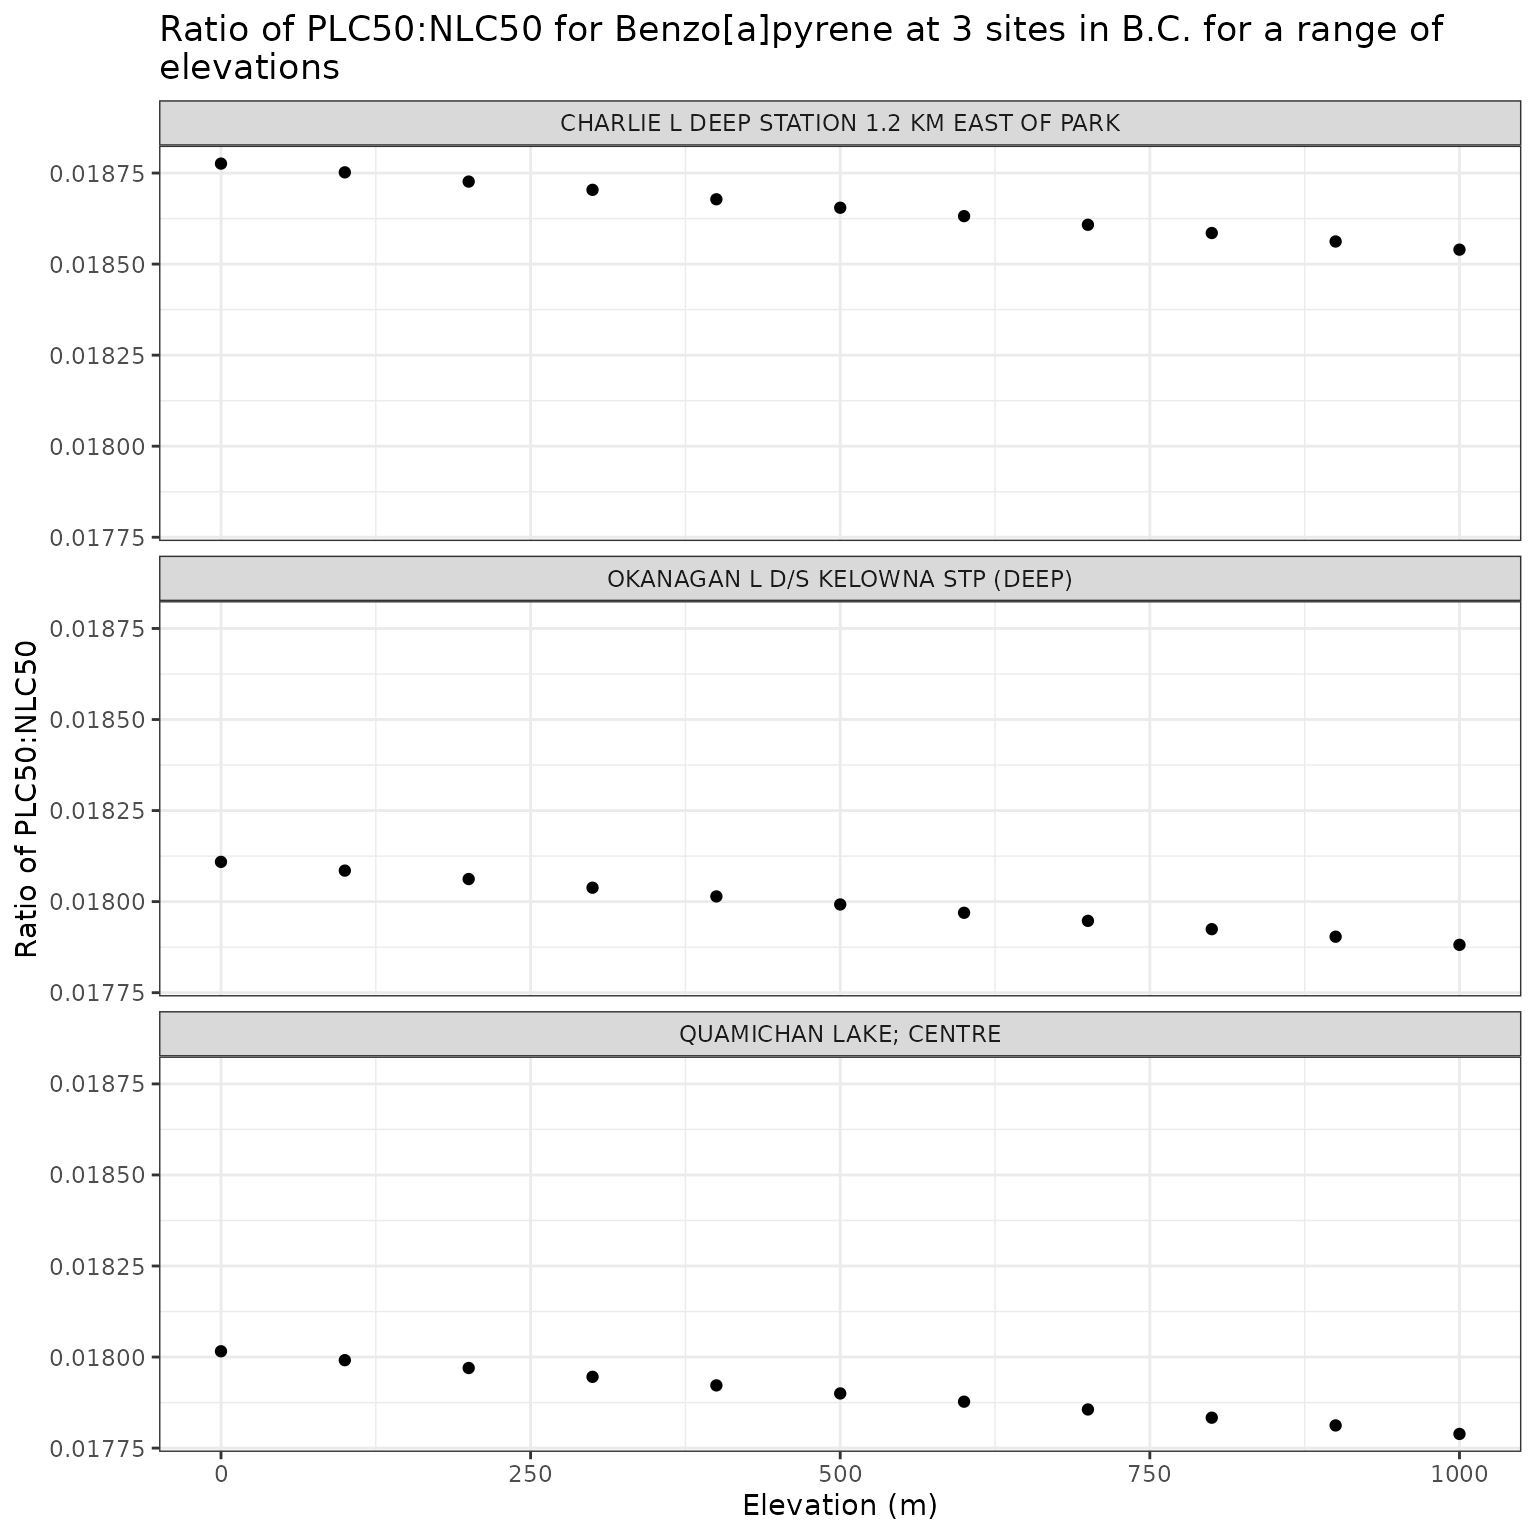 Ratio of PLC50:NLC50 for Benzo[a]pyrene at 3 sites in B.C. for a range of
elevations
CHARLIE L DEEP STATION 1.2 KM EAST OF PARK
0.01875
0.01850
0.01825
0.01800
0.01775
OKANAGAN L D/S KELOWNA STP (DEEP)
0.01875
0.01850
0.01825
0.01800
0.01775
Ratio of PLC50:NLC50
QUAMICHAN LAKE; CENTRE
0.01875
0.01850
0.01825
0.01800
0.01775
0 250 500 750 1000
Elevation (m)